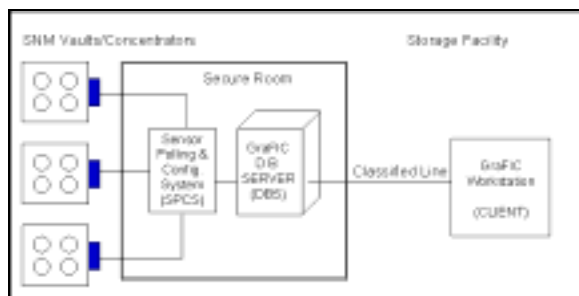 SNM Vaults/Concentrators
Storage Facility
Secure Room
Sensor
Polling &
Config.
System
(SPCS)
GraFIC
DB
SERVER
(DBS)
Classified Line
GraFIC
Workstation
(CLIENT)